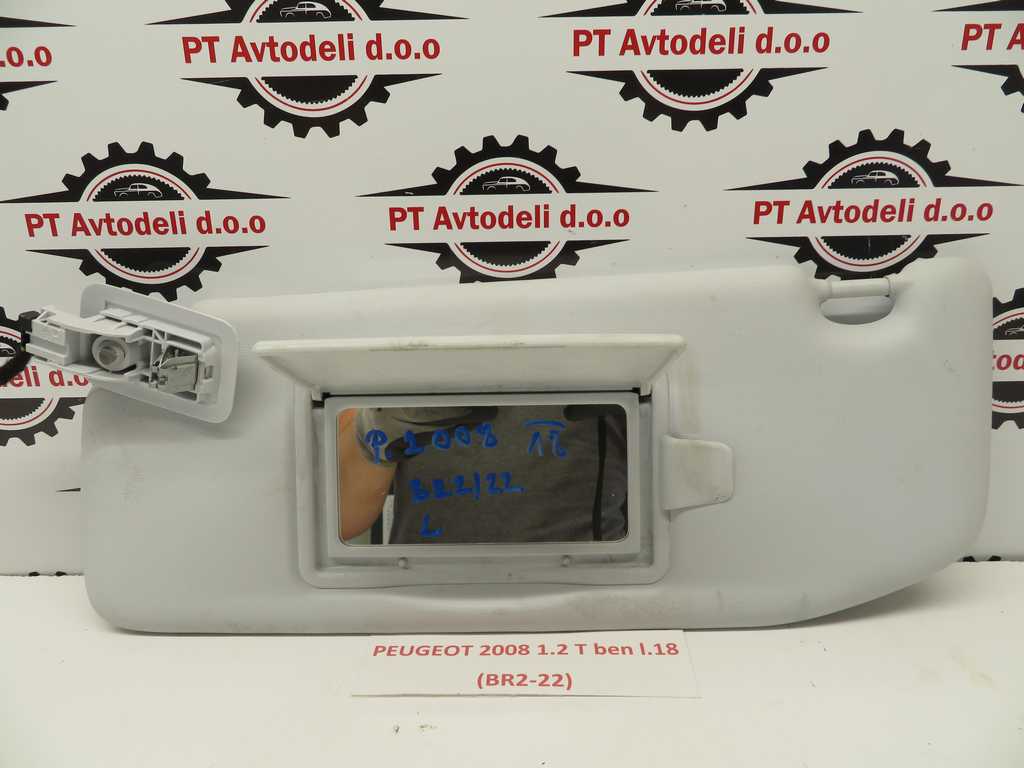 .o.o
PT Avtodeli d.o.o
PT Avtodeli d.o.o
PT
PT Avtodeli d.o.o
PT Avtodeli d.o.o
PT Avtodeli d.o.o
P. 2008
BR2/22
L
PEUGEOT 2008 1.2 T ben l.18
(BR2-22)